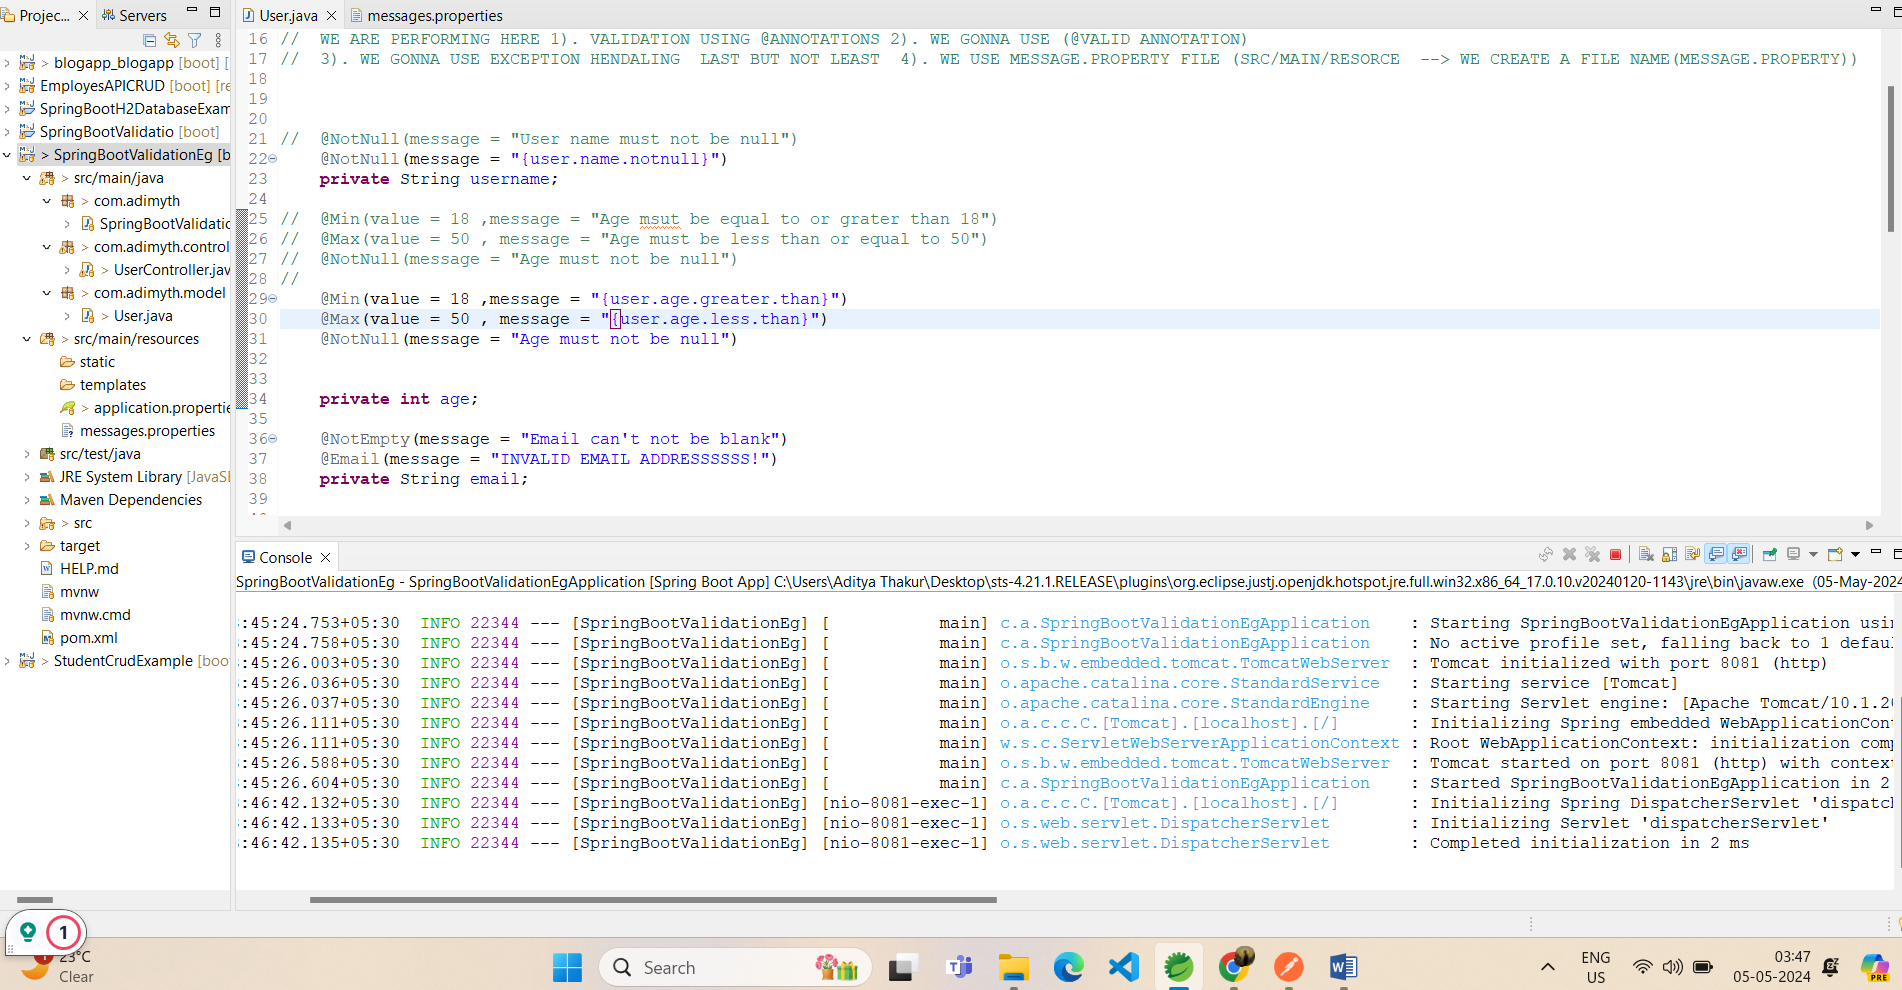 Projec...
Servers
> blogapp_blogapp [boot] [
EmployesAPICRUD [boot] [re
SpringBootH2DatabaseExam
SpringBootValidatio [boot]
> SpringBootValidationEg [b
> src/main/java
> com.adimyth
SpringBootValidatio
> com.adimyth.control
> UserController.jav
> com.adimyth.model
> User.java
> src/main/resources
static
templates
> application.propertie
messages.properties
src/test/java
JRE System Library [JavaSE
Maven Dependencies
> src
target
HELP.md
mvnw
mvnw.cmd
pom.xml
> StudentCrudExample [boo
User.java
messages.properties
16 // WE ARE PERFORMING HERE 1). VALIDATION USING @ANNOTATIONS 2). WE GONNA USE (@VALID ANNOTATION)
17 // 3). WE GONNA USE EXCEPTION HENDALING LAST BUT NOT LEAST 4). WE USE MESSAGE.PROPERTY FILE (SRC/MAIN/RESORCE --> WE CREATE A FILE NAME(MESSAGE.PROPERTY))
18
19
20
21 // @NotNull(message = "User name must not be null")
22 @NotNull(message = "{user.name.notnull}")
23 private String username;
24
25 // @Min(value = 18 ,message = "Age msut be equal to or grater than 18")
26 // @Max(value = 50 , message = "Age must be less than or equal to 50")
27 // @NotNull(message = "Age must not be null")
28 //
29 @Min(value = 18 ,message = "{user.age.greater.than}")
30 @Max(value = 50 , message = "{user.age.less.than}")
31 @NotNull(message = "Age must not be null")
32
33
34 private int age;
35
36 @NotEmpty(message = "Email can't not be blank")
37 @Email(message = "INVALID EMAIL ADDRESSSSSS!")
38 private String email;
39
Console
SpringBootValidationEg - SpringBootValidationEgApplication [Spring Boot App] C:\Users\Aditya Thakur\Desktop\sts-4.21.1.RELEASE\plugins\org.eclipse.justj.openjdk.hotspot.jre.full.win32.x86_64_17.0.10.v20240120-1143\jre\bin\javaw.exe (05-May-2024
:45:24.753+05:30 INFO 22344 --- [SpringBootValidationEg] [ main] c.a.SpringBootValidationEgApplication : Starting SpringBootValidationEgApplication usin
:45:24.758+05:30 INFO 22344 --- [SpringBootValidationEg] [ main] c.a.SpringBootValidationEgApplication : No active profile set, falling back to 1 defaul
:45:26.003+05:30 INFO 22344 --- [SpringBootValidationEg] [ main] o.s.b.w.embedded.tomcat.TomcatWebServer : Tomcat initialized with port 8081 (http)
:45:26.036+05:30 INFO 22344 --- [SpringBootValidationEg] [ main] o.apache.catalina.core.StandardService : Starting service [Tomcat]
:45:26.037+05:30 INFO 22344 --- [SpringBootValidationEg] [ main] o.apache.catalina.core.StandardEngine : Starting Servlet engine: [Apache Tomcat/10.1.20
:45:26.111+05:30 INFO 22344 --- [SpringBootValidationEg] [ main] o.a.c.c.C.[Tomcat].[localhost].[/] : Initializing Spring embedded WebApplicationCont
:45:26.111+05:30 INFO 22344 --- [SpringBootValidationEg] [ main] w.s.c.ServletWebServerApplicationContext : Root WebApplicationContext: initialization comp
:45:26.588+05:30 INFO 22344 --- [SpringBootValidationEg] [ main] o.s.b.w.embedded.tomcat.TomcatWebServer : Tomcat started on port 8081 (http) with context
:45:26.604+05:30 INFO 22344 --- [SpringBootValidationEg] [ main] c.a.SpringBootValidationEgApplication : Started SpringBootValidationEgApplication in 2
:46:42.132+05:30 INFO 22344 --- [SpringBootValidationEg] [nio-8081-exec-1] o.a.c.c.C.[Tomcat].[localhost].[/] : Initializing Spring DispatcherServlet 'dispatch
:46:42.133+05:30 INFO 22344 --- [SpringBootValidationEg] [nio-8081-exec-1] o.s.web.servlet.DispatcherServlet : Initializing Servlet 'dispatcherServlet'
:46:42.135+05:30 INFO 22344 --- [SpringBootValidationEg] [nio-8081-exec-1] o.s.web.servlet.DispatcherServlet : Completed initialization in 2 ms
1
1
23°C
Clear
Search
ENG
US
03:47
05-05-2024
PRE